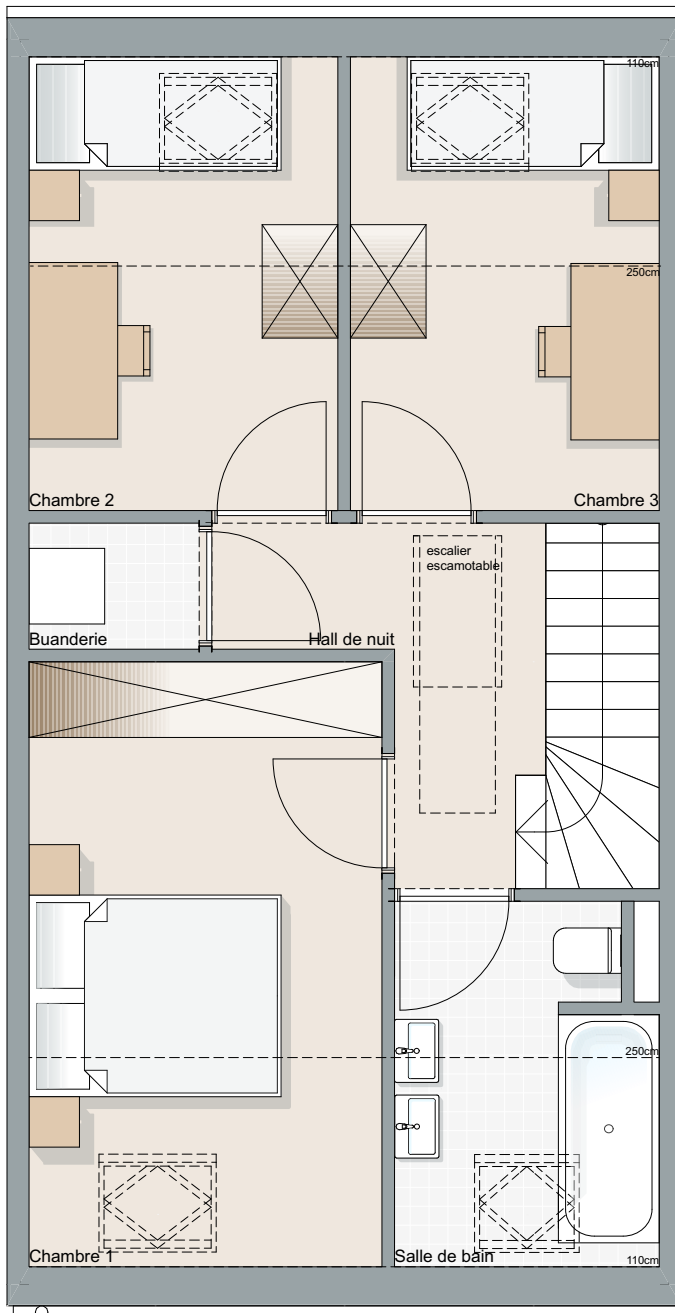 110cm
250cm
Chambre 2
Chambre 3
escalier
escamotable
Buanderie
Hall de nuit
250cm
Chambre 1
Salle de bain
110cm